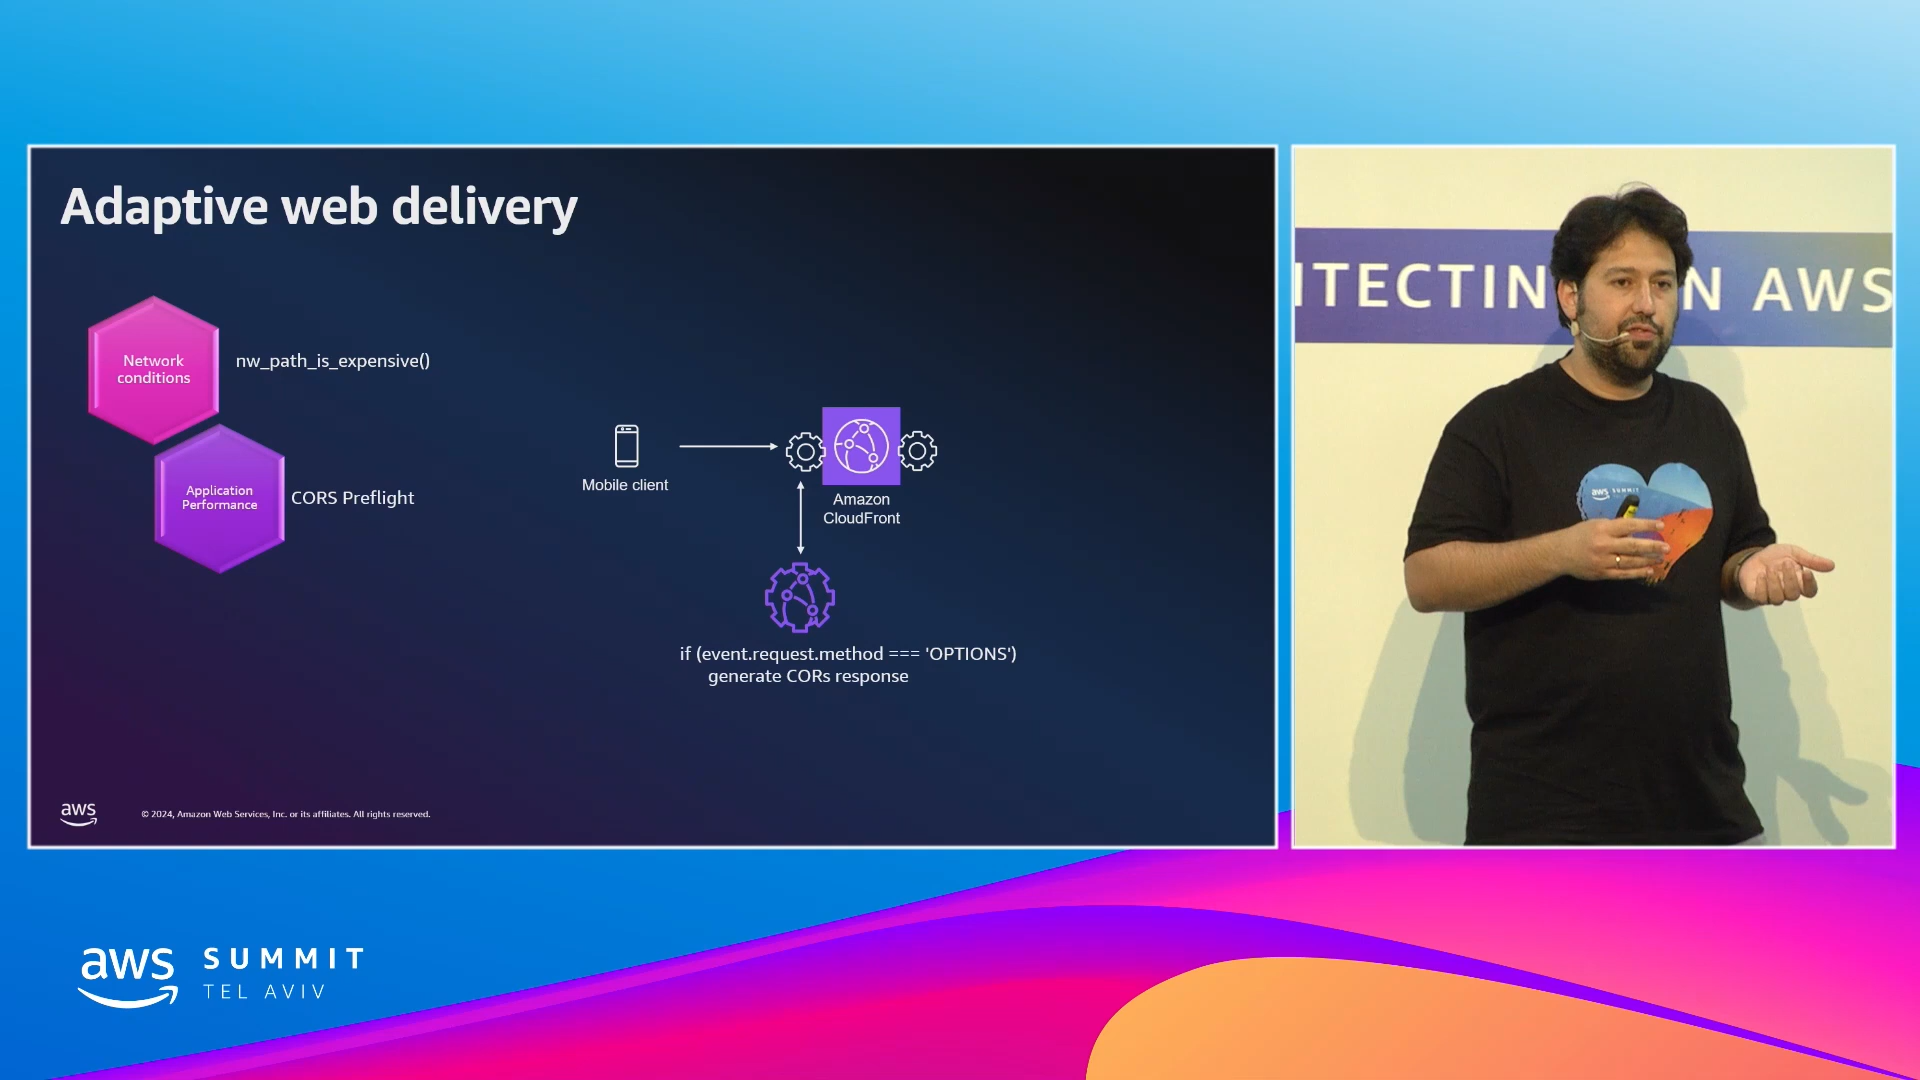 Adaptive web delivery
Network
conditions
nw_path_is_expensive()
Application
Performance
CORS Preflight
Mobile client
Amazon
CloudFront
if (event.request.method === 'OPTIONS')
generate CORs response
aws
© 2024, Amazon Web Services, Inc. or its affiliates. All rights reserved.
ITECTIN N AWS
aws SUMMIT
aws SUMMIT
TEL AVIV